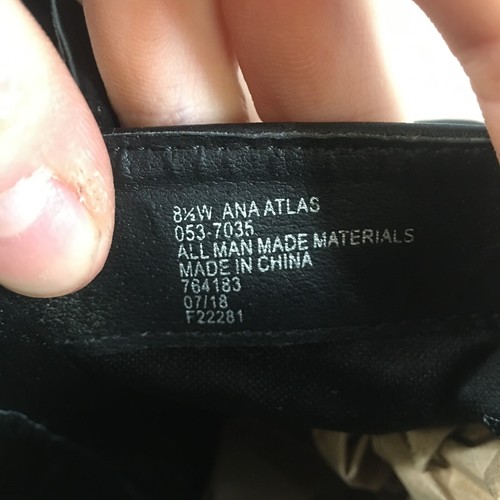 8½W ANA ATLAS
053-7035
ALL MAN MADE MATERIALS
MADE IN CHINA
764183
07/18
F22281